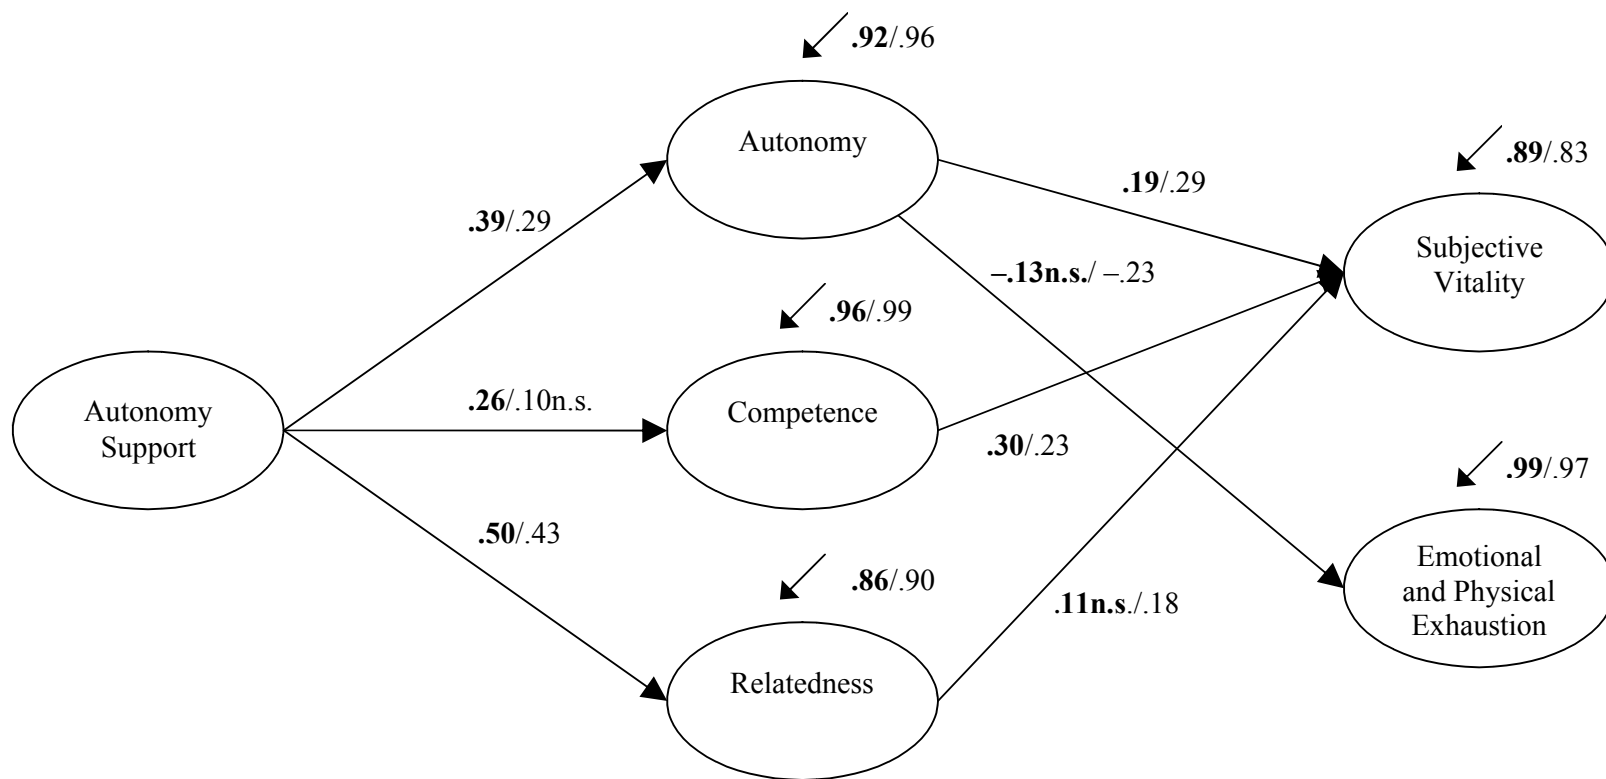 .92/.96
Autonomy
.89/.83
.19/.29
.39/.29
Subjective
Vitality
–.13n.s./ –.23
.96/.99
Autonomy
Support
.26/.10n.s.
Competence
.30/.23
.99/.97
.50/.43
.86/.90
Emotional
and Physical
Exhaustion
.11n.s./.18
Relatedness